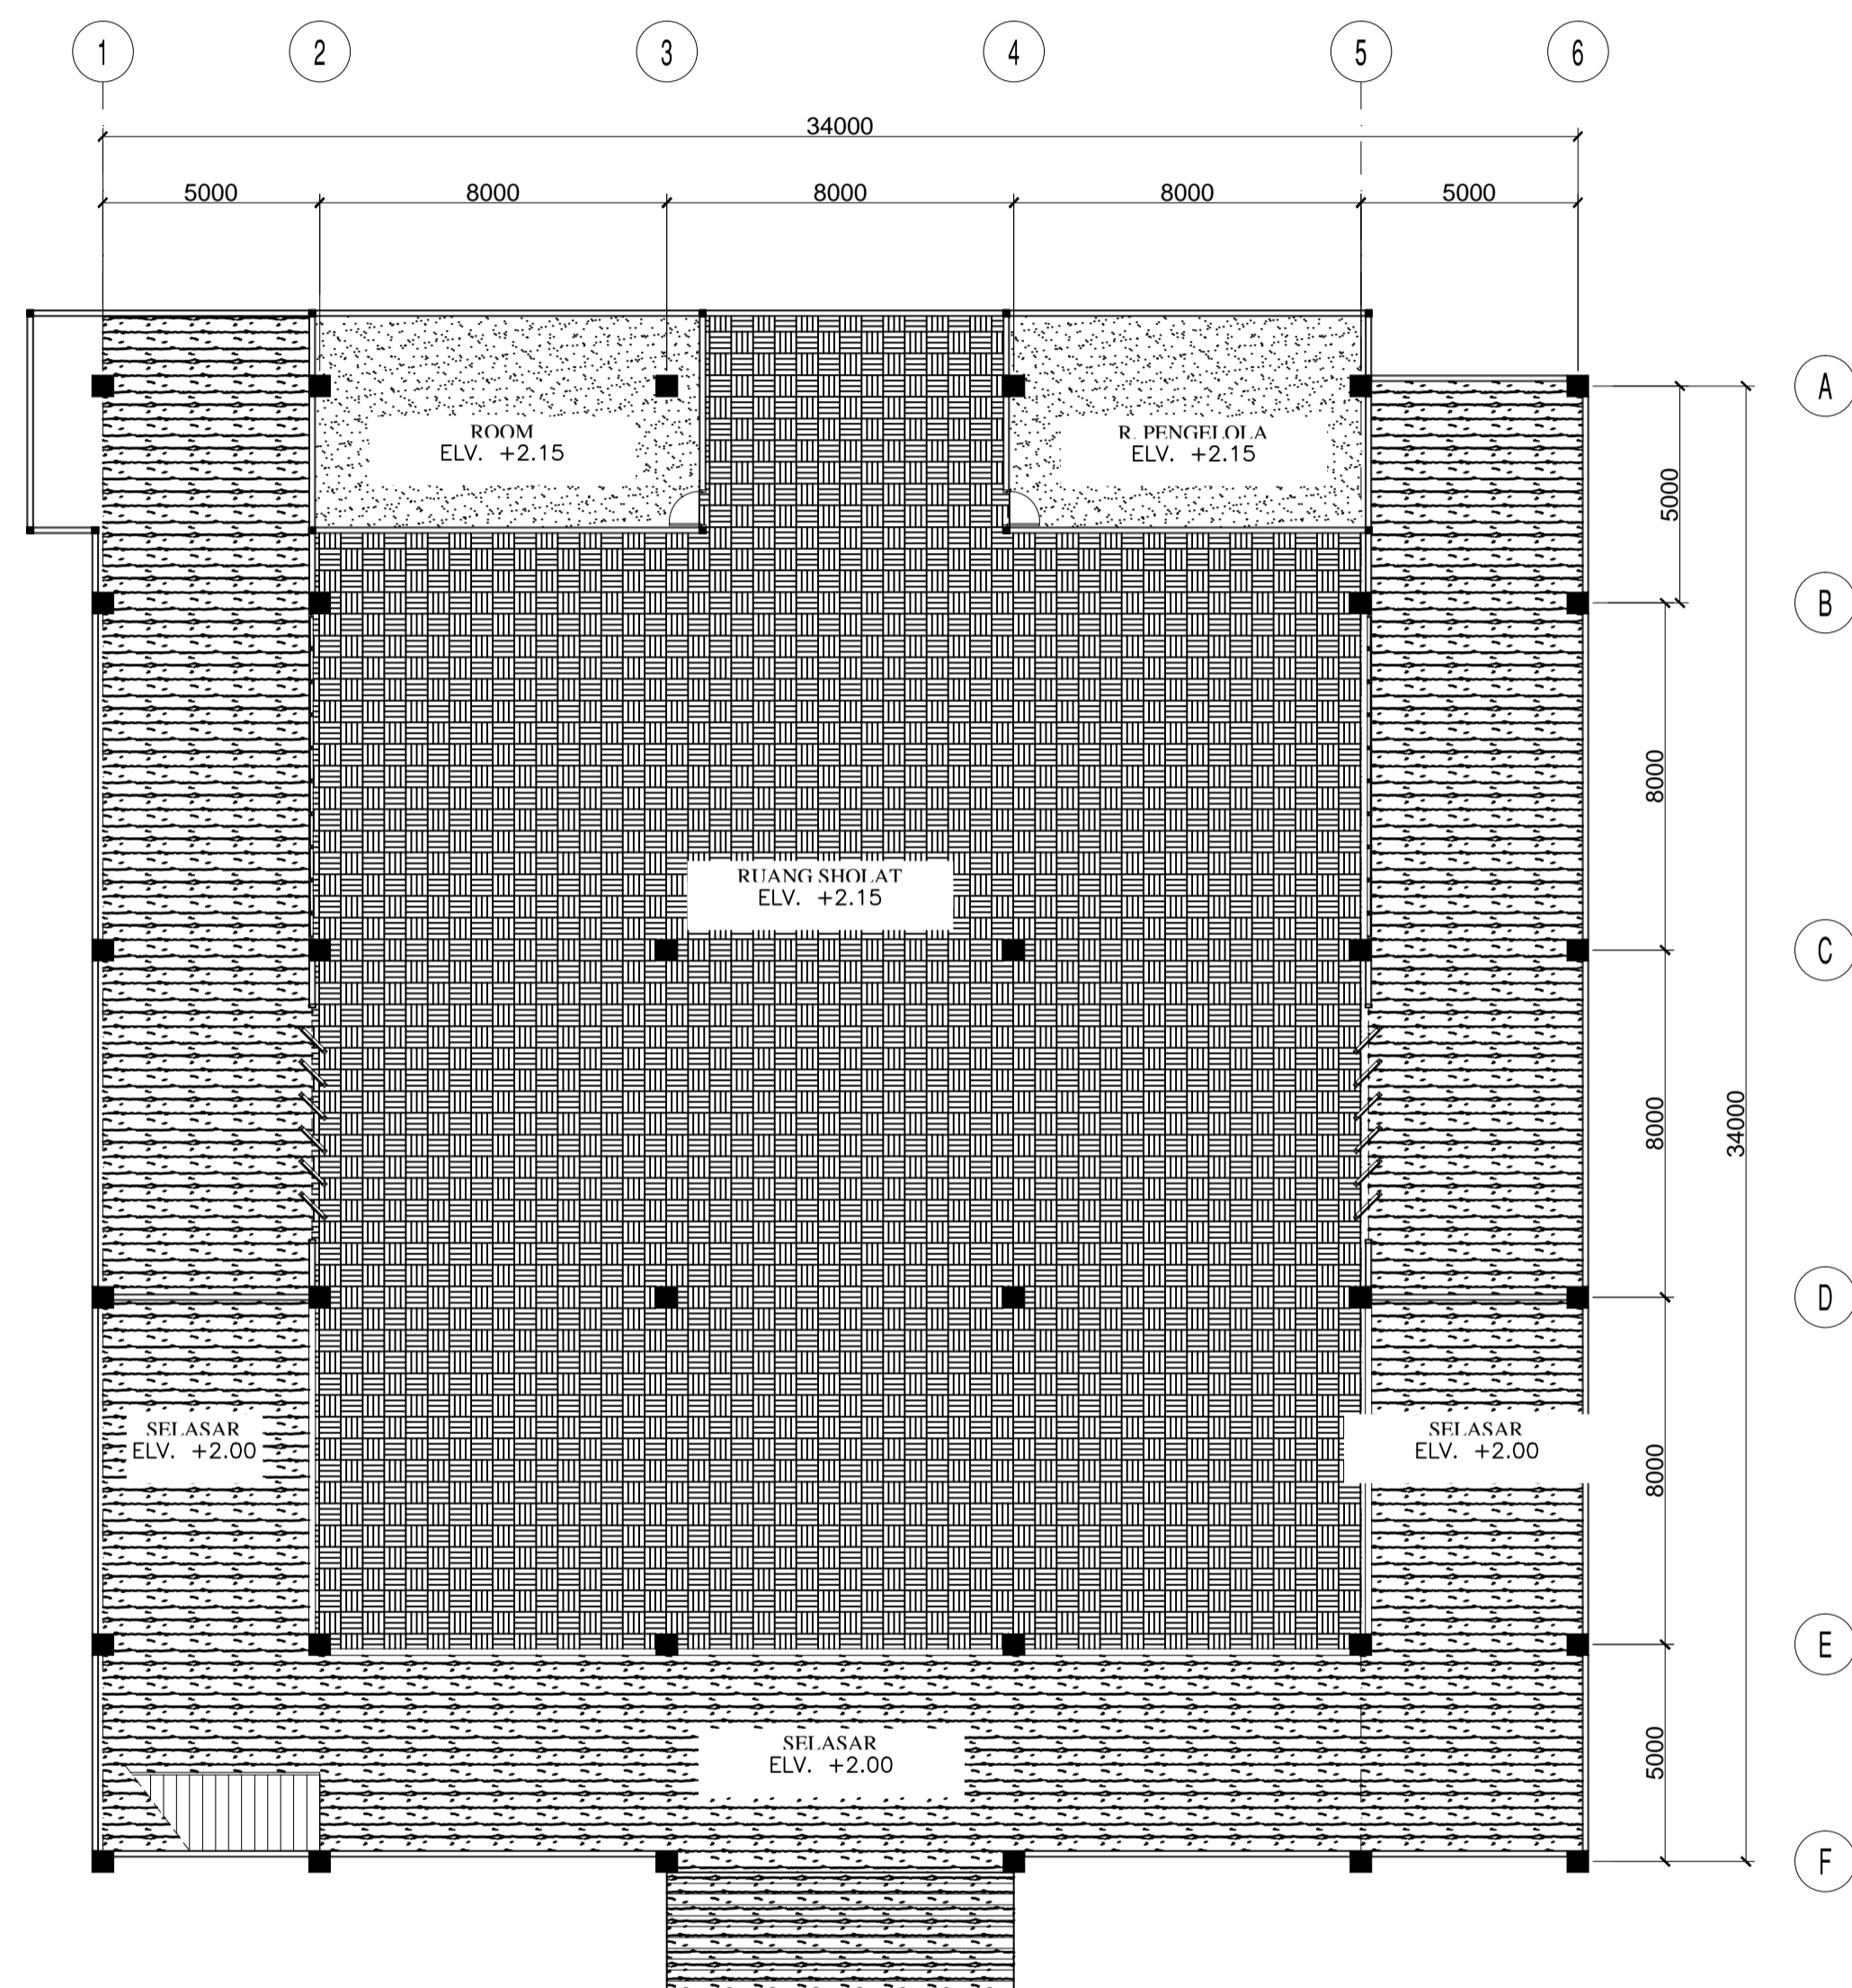 1 2 3 4 5 6
34000
5000 8000 8000 8000 5000
A
ROOM
ELV. +2.15
R. PENGELOLA
ELV. +2.15
5000
B
8000
RUANG SHOLAT
ELV. +2.15
C
8000
34000
D
SELASAR
ELV. +2.00
SELASAR
ELV. +2.00
8000
E
SELASAR
ELV. +2.00
5000
F